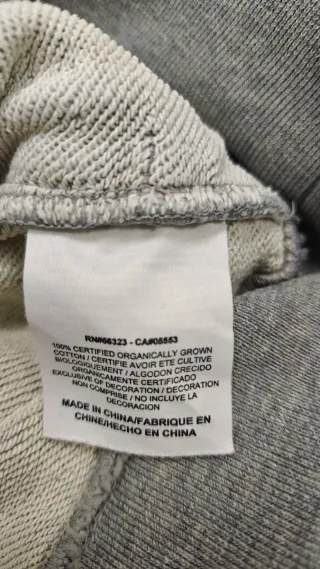 RN#66323 - CA#05553
100% CERTIFIED ORGANICALLY GROWN
COTTON / CERTIFIE AVOIR ETE CULTIVE
BIOLOGIQUEMENT / ALGODON CRECIDO
ORGANICAMENTE CERTIFICADO
EXCLUSIVE OF DECORATION / DECORATION
NON COMPRISE / NO INCLUYE LA
DECORACION
MADE IN CHINA/FABRIQUE EN
CHINE/HECHO EN CHINA